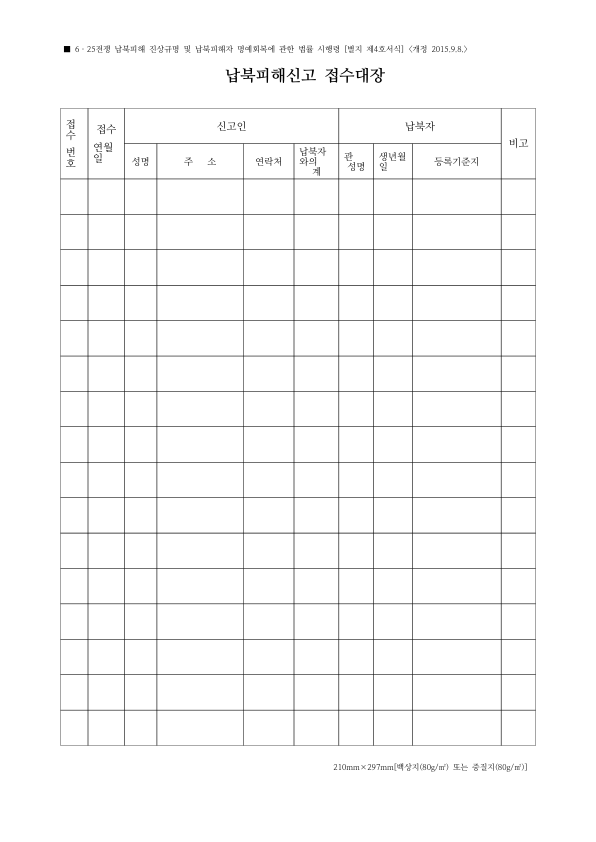 ■ 6ㆍ25전쟁 납북피해 진상규명 및 납북피해자 명예회복에 관한 법률 시행령 [별지 제4호서식] <개정 2015.9.8.>
납북피해신고 접수대장
접수 번호
접수 연월일
신고인
납북자
비고
성명
주 소
연락처
납북자
와의
계
관
성명
생년월
일
등록기준지
210mm×297mm[백상지(80g/㎡) 또는 중질지(80g/㎡)]